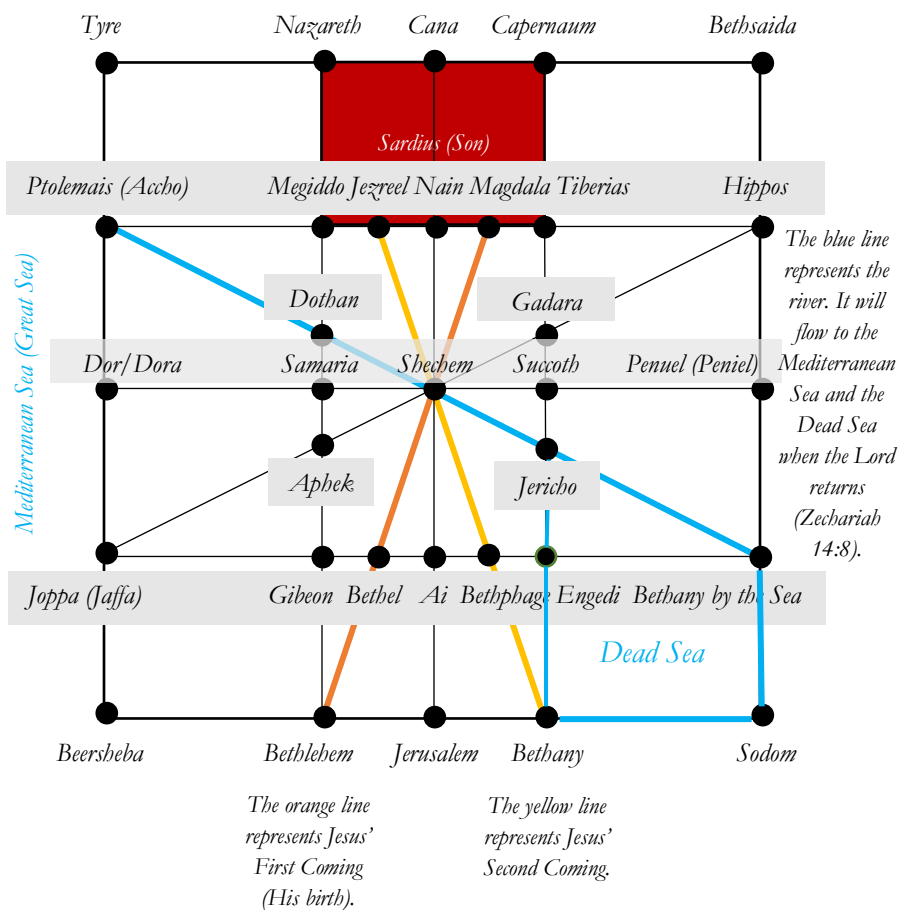 Tyre Nazareth Cana Capernaum Bethsaida
Sardius (Son)
Ptolemais (Accho) Megiddo Jezreel Nain Magdala Tiberias Hippos
Mediterranean Sea (Great Sea)
The blue line
represents the
river. It will
flow to the
Mediterranean
Sea and the
Dead Sea
when the Lord
returns
(Zechariah
14:8).
Dothan Gadara
Dor/Dora Samaria Shechem Succoth Penuel (Peniel)
Aphek Jericho
Joppa (Jaffa) Gibeon Bethel Ai Bethphage Engedi Bethany by the Sea
Dead Sea
Beersheba Bethlehem Jerusalem Bethany Sodom
The orange line
represents Jesus’
First Coming
(His birth).
The yellow line
represents Jesus’
Second Coming.